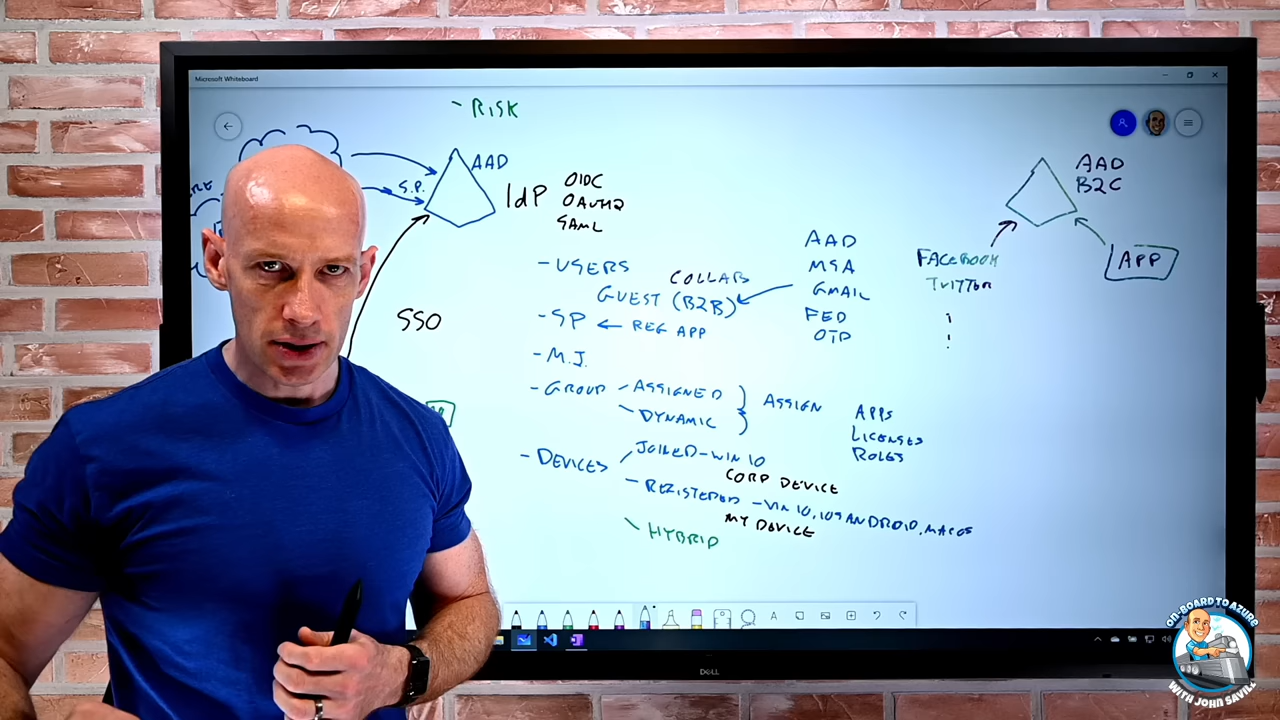 Microsoft Whiteboard
- RISK
AAD
S.P.
IdP
OIDC
OAUTH2
SAML
SSO
- USERS
COLLAB
GUEST (B2B)
AAD
MSA
GMAIL
FED
OTP
- SP ← REG APP
- M.I.
- GROUP
ASSIGNED
DYNAMIC
ASSIGN
APPS
LICENSES
ROLES
- DEVICES
JOINED - WIN 10
CORP DEVICE
REGISTERED - WIN 10, IOS ANDROID, MACOS
MY DEVICE
HYBRID
AAD
B2C
FACEBOOK
TWITTER
APP
DELL
ON-BOARD TO AZURE
WITH JOHN SAVILL